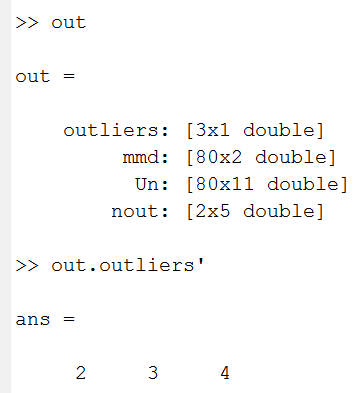 >> out
out =
outliers: [3x1 double]
mmd: [80x2 double]
Un: [80x11 double]
nout: [2x5 double]
>> out.outliers'
ans =
2 3 4